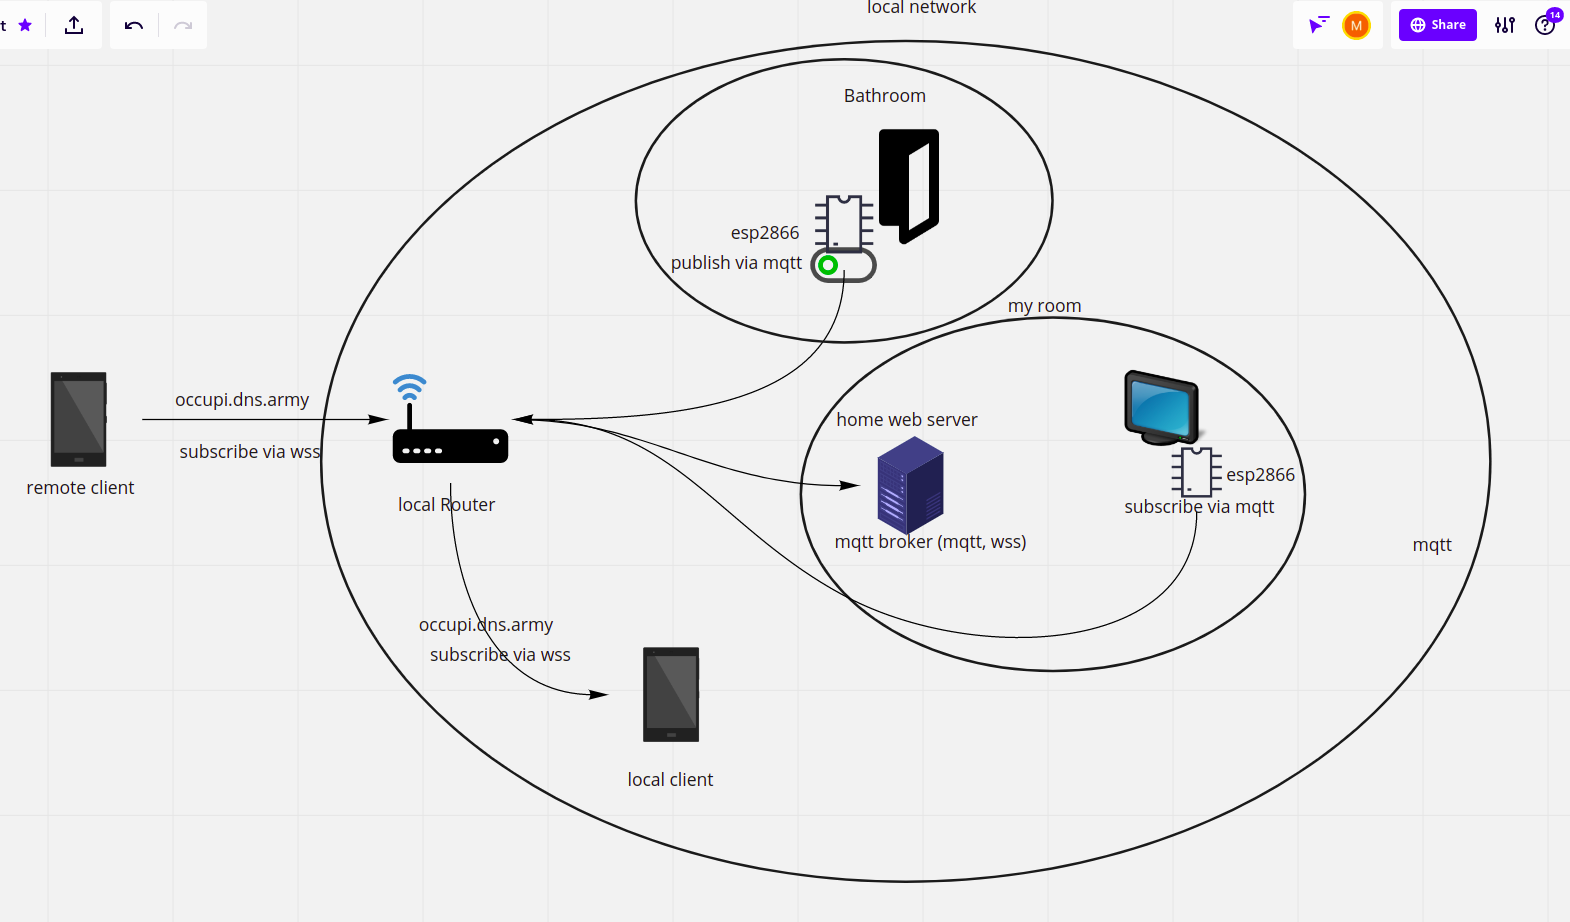 local network
t
M
Share
14
Bathroom
esp2866
publish via mqtt
my room
occupi.dns.army
subscribe via wss
remote client
local Router
home web server
mqtt broker (mqtt, wss)
esp2866
subscribe via mqtt
mqtt
occupi.dns.army
subscribe via wss
local client